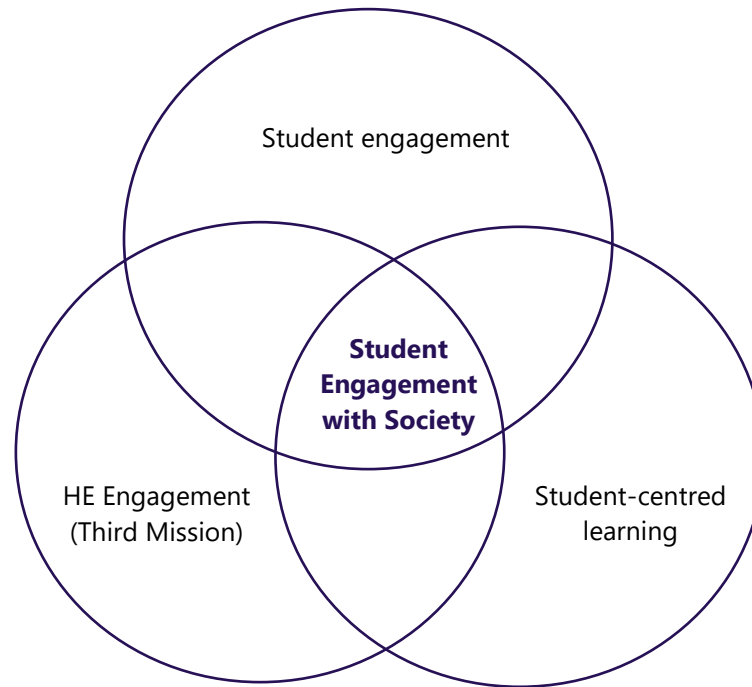 Student engagement
Student
Engagement
with Society
HE Engagement
(Third Mission)
Student-centred
learning